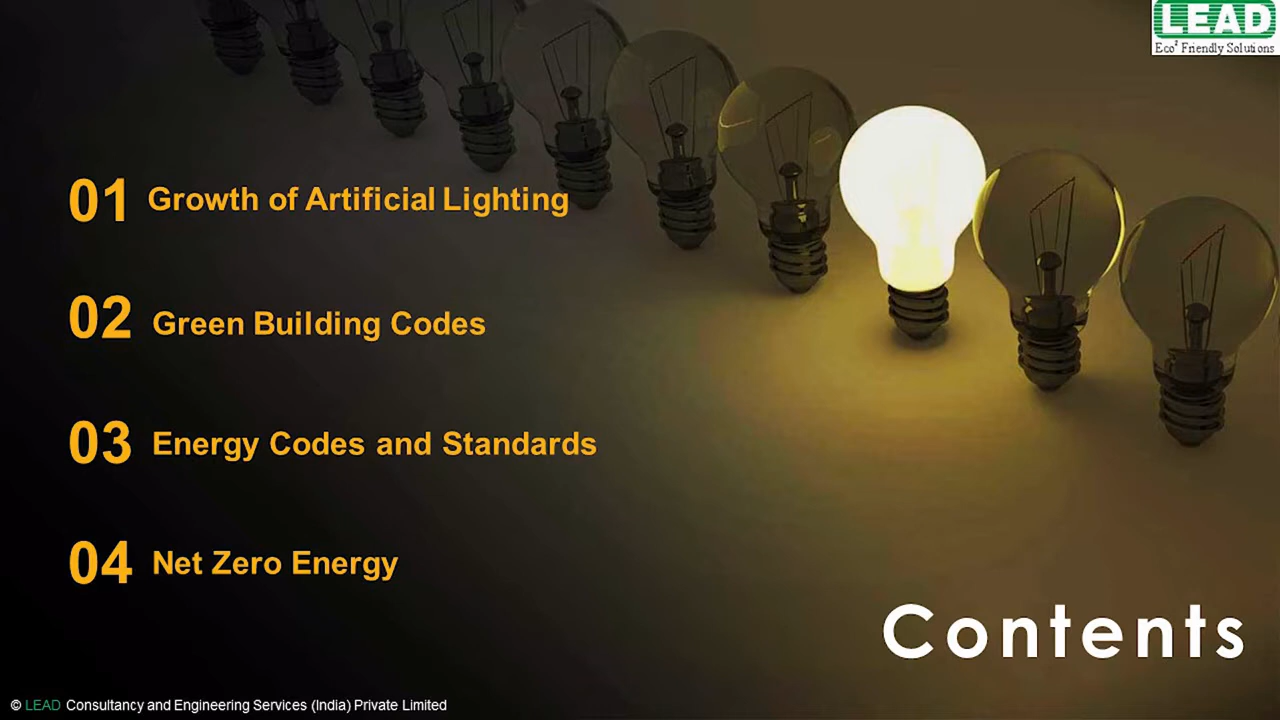 LEAD
Eco² Friendly Solutions
01 Growth of Artificial Lighting
02 Green Building Codes
03 Energy Codes and Standards
04 Net Zero Energy
Contents
© LEAD Consultancy and Engineering Services (India) Private Limited